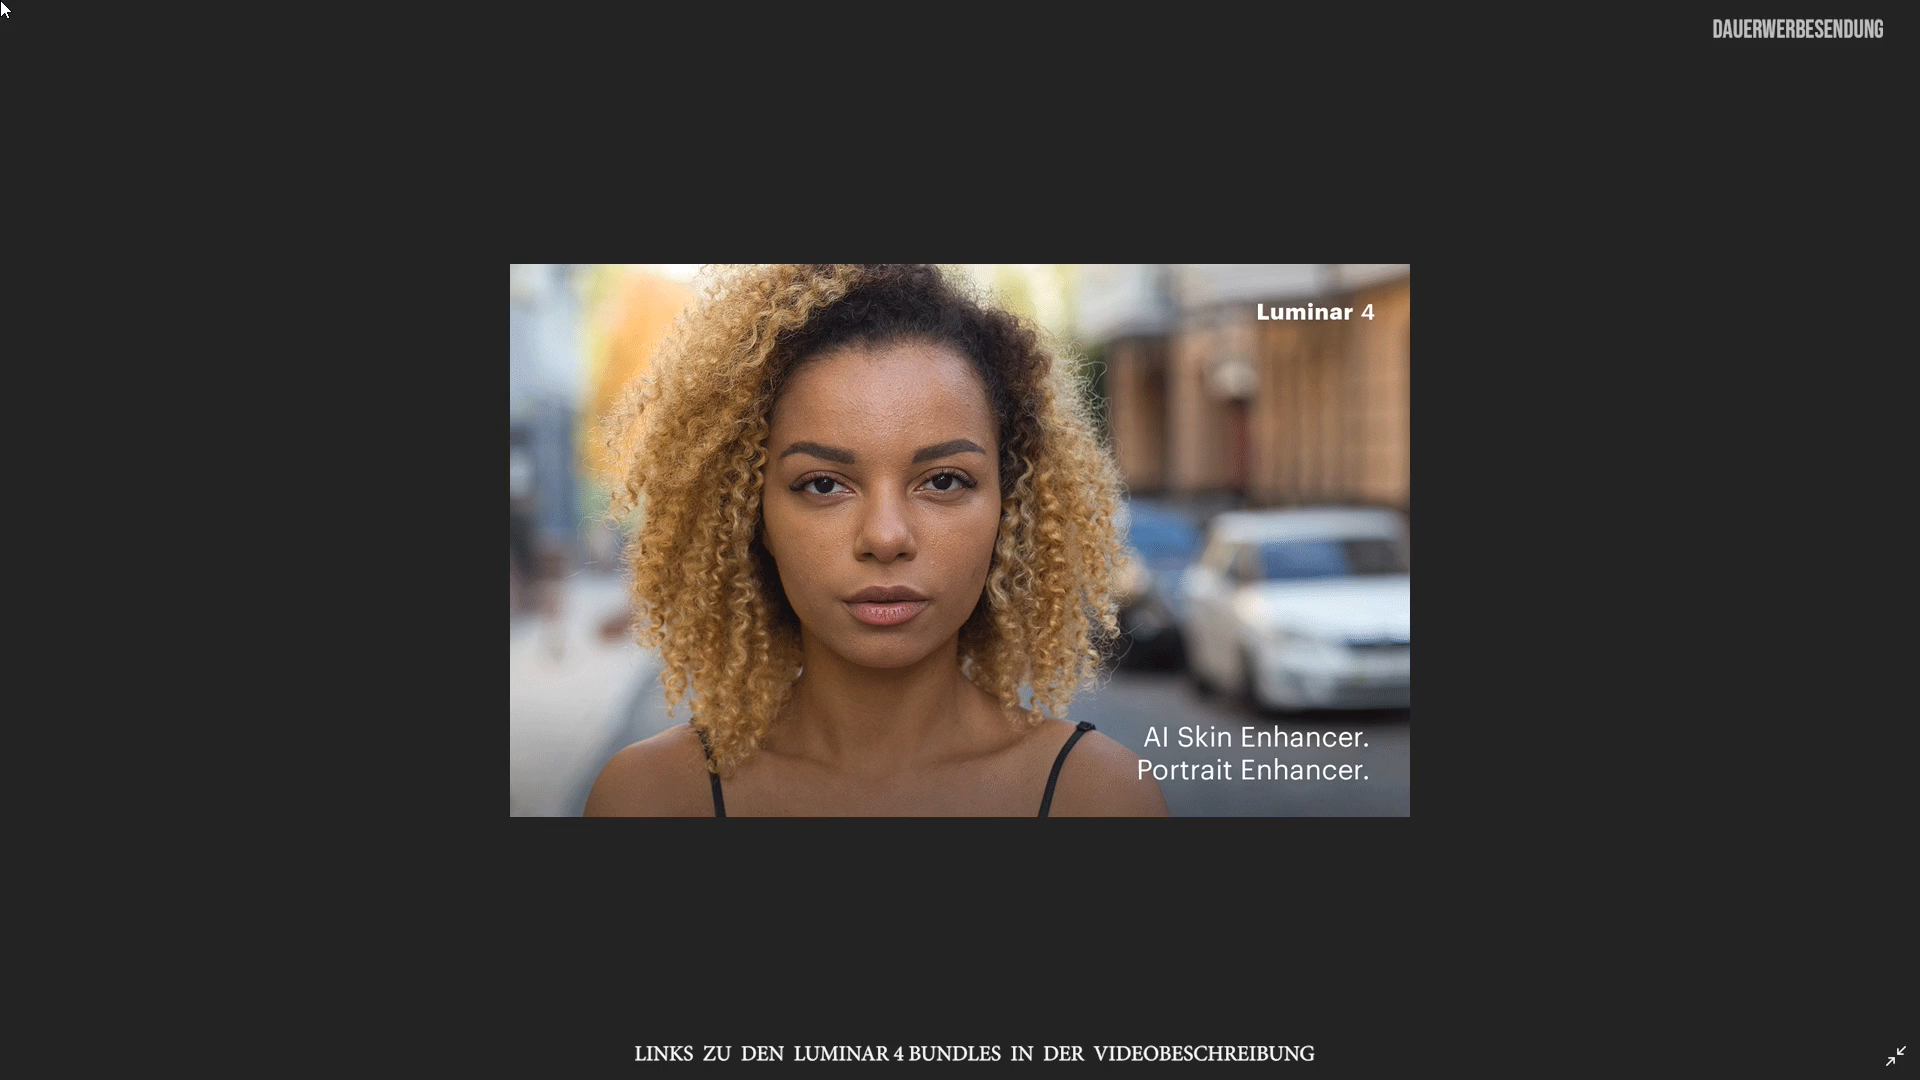 DAUERWERBESENDUNG
Luminar 4
AI Skin Enhancer.
Portrait Enhancer.
LINKS ZU DEN LUMINAR 4 BUNDLES IN DER VIDEOBESCHREIBUNG